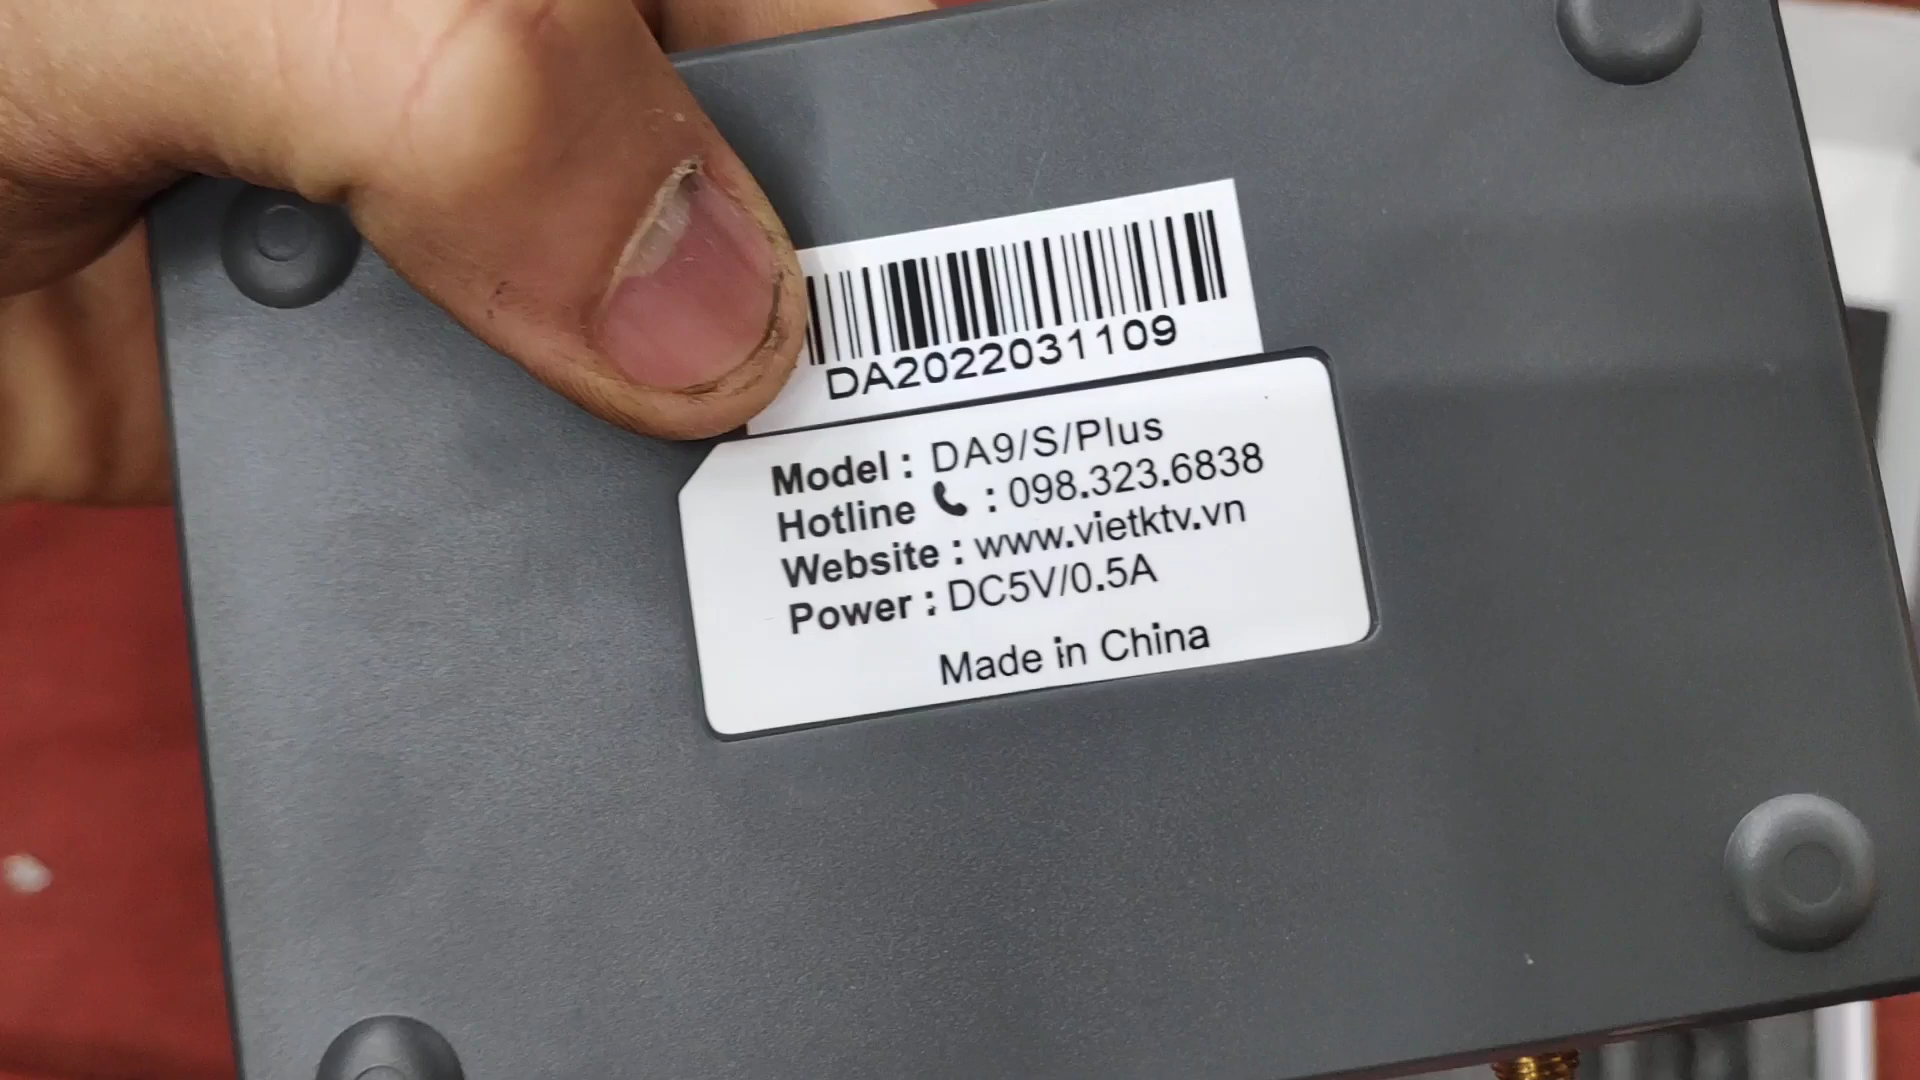 DA2022031109
Model : DA9/S/Plus
Hotline : 098.323.6838
Website : www.vietktv.vn
Power : DC5V/0.5A
Made in China